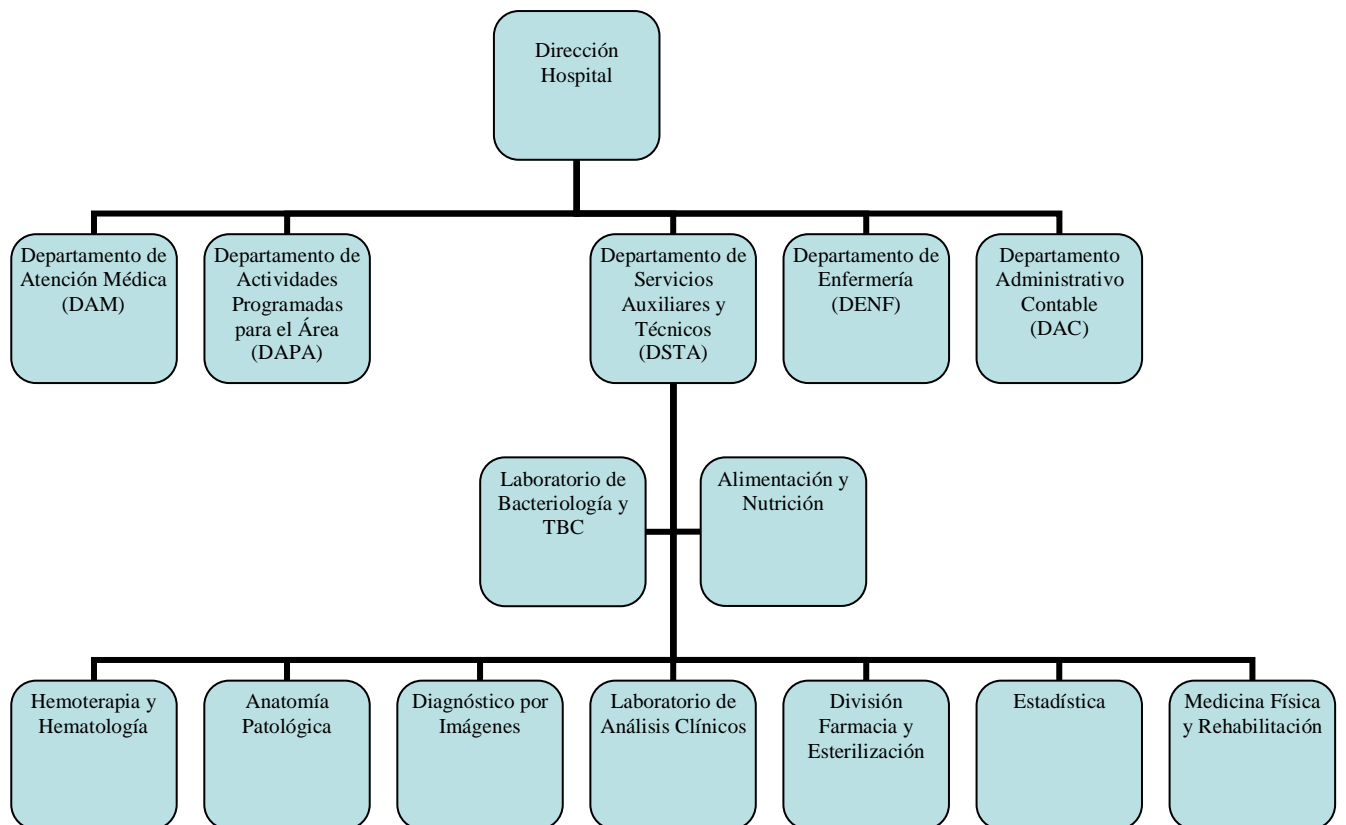 Dirección
Hospital
Departamento de
Atención Médica
(DAM)
Departamento de
Actividades
Programadas
para el Área
(DAPA)
Departamento de
Servicios
Auxiliares y
Técnicos
(DSTA)
Departamento de
Enfermería
(DENF)
Departamento
Administrativo
Contable
(DAC)
Laboratorio de
Bacteriología y
TBC
Alimentación y
Nutrición
Hemoterapia y
Hematología
Anatomía
Patológica
Diagnóstico por
Imágenes
Laboratorio de
Análisis Clínicos
División
Farmacia y
Esterilización
Estadística
Medicina Física
y Rehabilitación